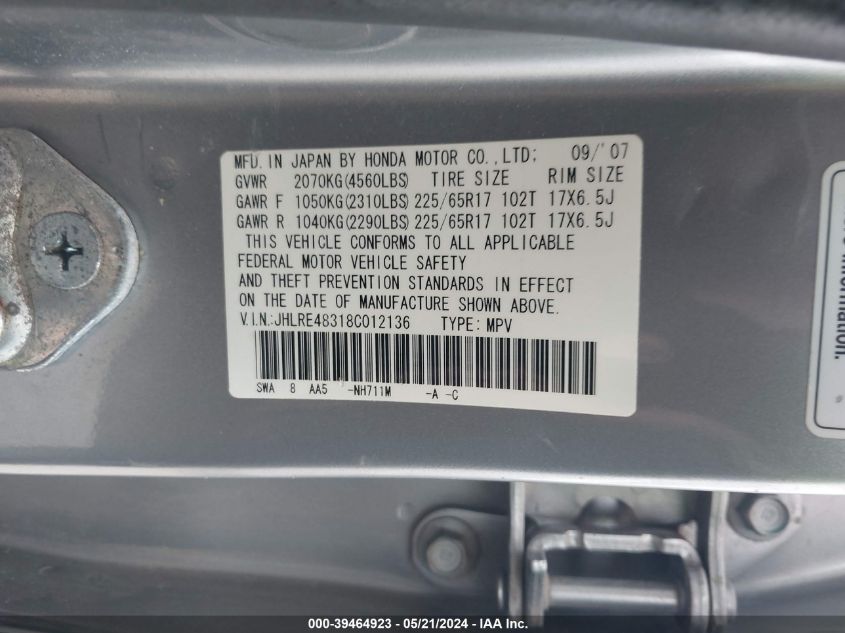 MFD. IN JAPAN BY HONDA MOTOR CO.,LTD; 09/'07
GVWR 2070KG(4560LBS) TIRE SIZE RIM SIZE
GAWR F 1050KG(2310LBS) 225/65R17 102T 17X6.5J
GAWR R 1040KG(2290LBS) 225/65R17 102T 17X6.5J
THIS VEHICLE CONFORMS TO ALL APPLICABLE
FEDERAL MOTOR VEHICLE SAFETY
AND THEFT PREVENTION STANDARDS IN EFFECT
ON THE DATE OF MANUFACTURE SHOWN ABOVE.
V.I.N.:JHLRE48318C012136 TYPE: MPV
SWA 8 AA5 -NH711M -A -C
information.
000-39464923 - 05/21/2024 - IAA Inc.